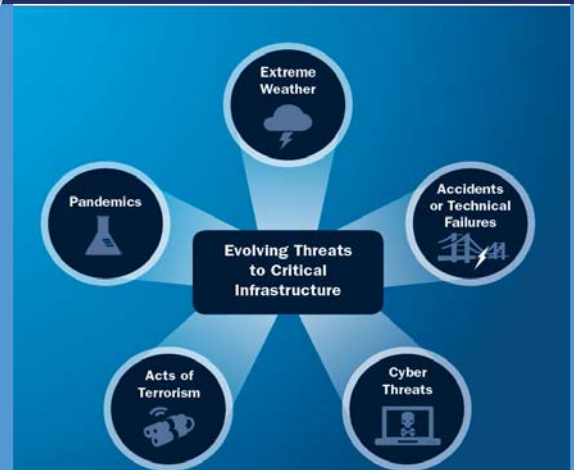 Extreme
Weather
Pandemics
Accidents
or Technical
Failures
Evolving Threats
to Critical
Infrastructure
Acts of
Terrorism
Cyber
Threats